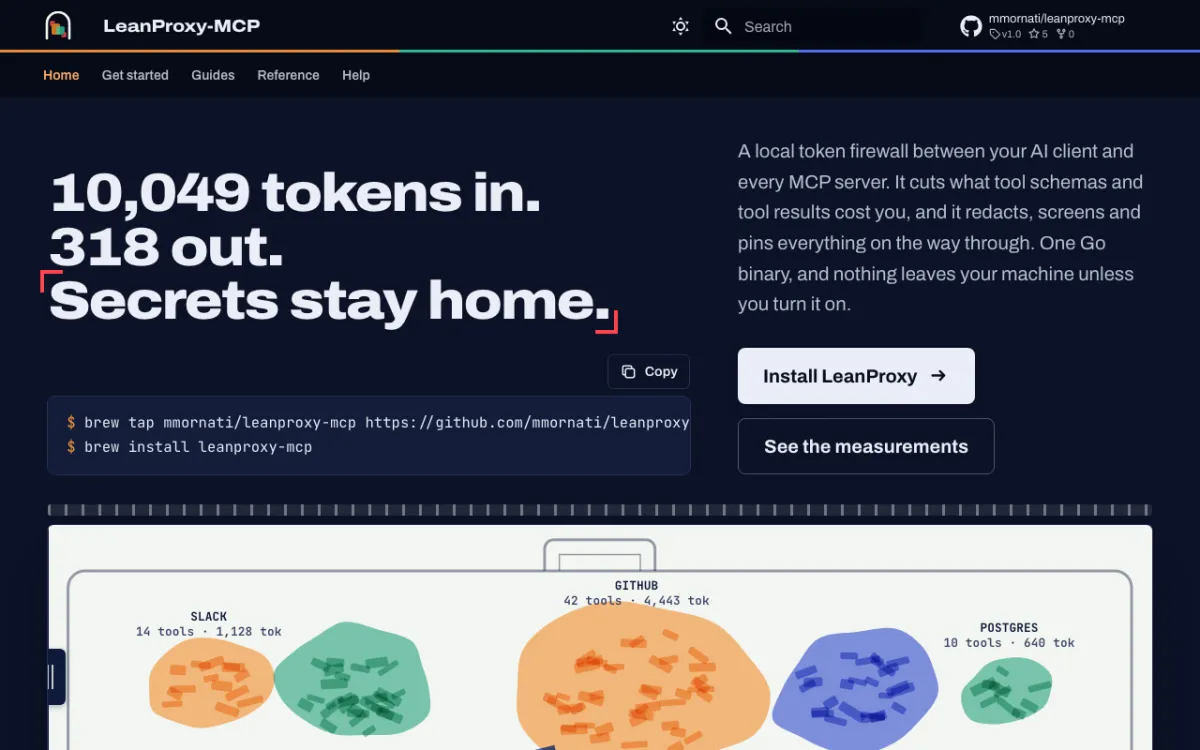 LeanProxy-MCP
Search
mmornati/leanproxy-mcp
v1.0 5 0
Home Get started Guides Reference Help
10,049 tokens in.
318 out.
Secrets stay home.
A local token firewall between your AI client and
every MCP server. It cuts what tool schemas and
tool results cost you, and it redacts, screens and
pins everything on the way through. One Go
binary, and nothing leaves your machine unless
you turn it on.
Copy
$ brew tap mmornati/leanproxy-mcp https://github.com/mmornati/leanproxy
$ brew install leanproxy-mcp
Install LeanProxy →
See the measurements
GITHUB
42 tools · 4,443 tok
SLACK
14 tools · 1,128 tok
POSTGRES
10 tools · 640 tok